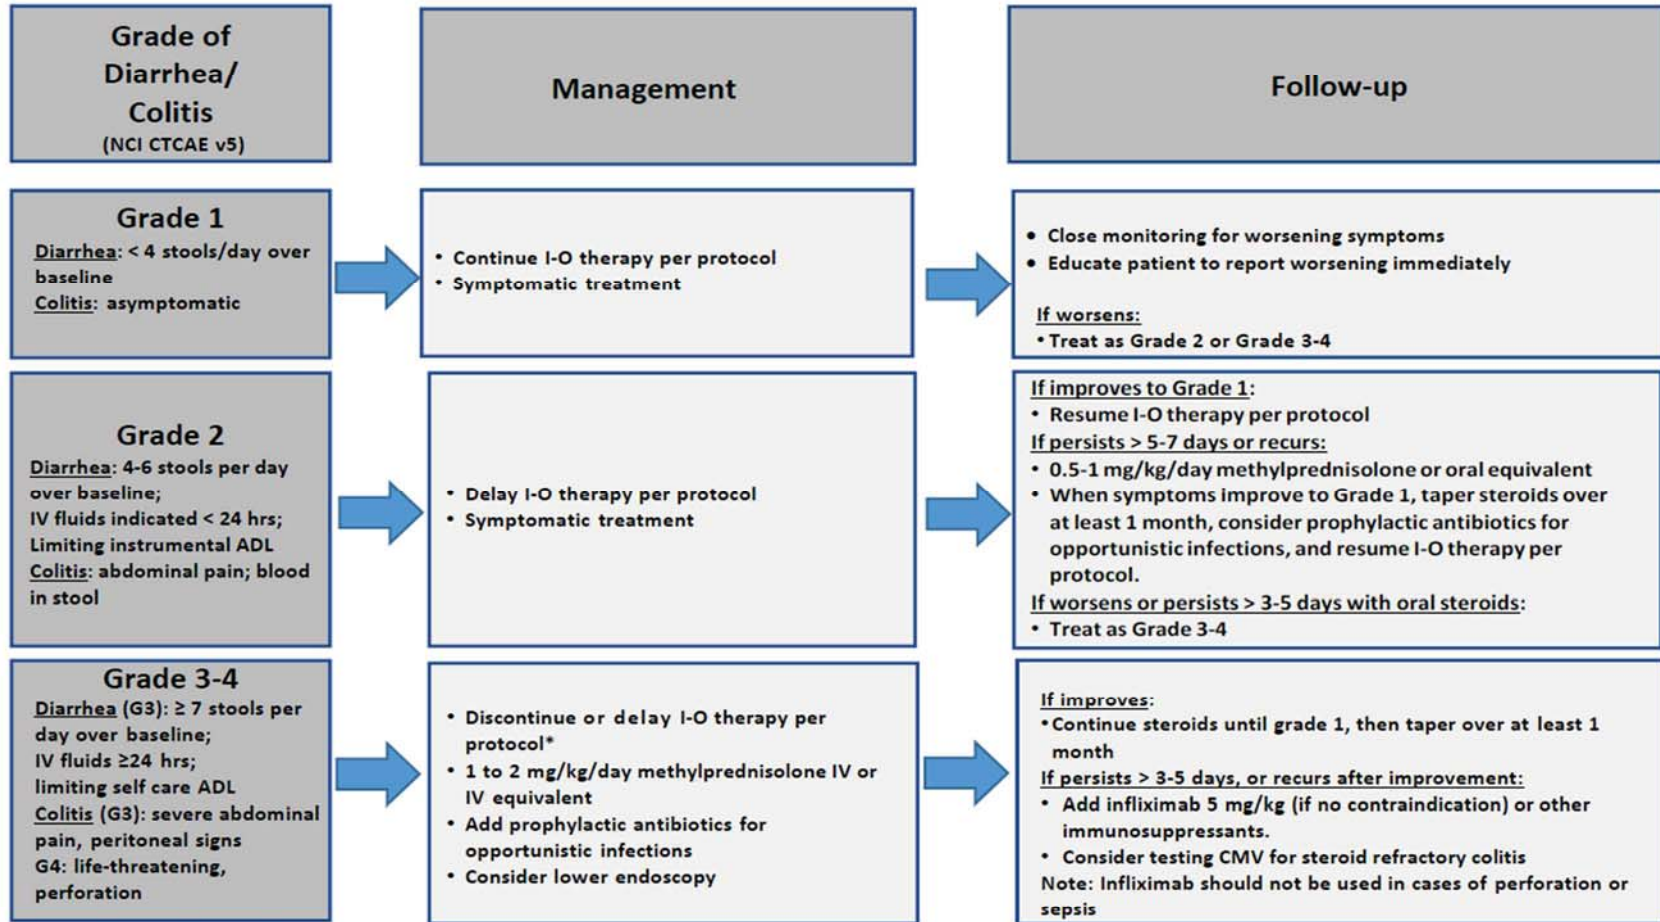 Grade of
Diarrhea/
Colitis
(NCI CTCAE v5)
Management
Follow-up
Grade 1
Diarrhea: < 4 stools/day over
baseline
Colitis: asymptomatic
• Continue I-O therapy per protocol
• Symptomatic treatment
• Close monitoring for worsening symptoms
• Educate patient to report worsening immediately
If worsens:
• Treat as Grade 2 or Grade 3-4
Grade 2
Diarrhea: 4-6 stools per day
over baseline;
IV fluids indicated < 24 hrs;
Limiting instrumental ADL
Colitis: abdominal pain; blood
in stool
• Delay I-O therapy per protocol
• Symptomatic treatment
If improves to Grade 1:
• Resume I-O therapy per protocol
If persists > 5-7 days or recurs:
• 0.5-1 mg/kg/day methylprednisolone or oral equivalent
• When symptoms improve to Grade 1, taper steroids over
at least 1 month, consider prophylactic antibiotics for
opportunistic infections, and resume I-O therapy per
protocol.
If worsens or persists > 3-5 days with oral steroids:
• Treat as Grade 3-4
Grade 3-4
Diarrhea (G3): ≥ 7 stools per
day over baseline;
IV fluids ≥24 hrs;
limiting self care ADL
Colitis (G3): severe abdominal
pain, peritoneal signs
G4: life-threatening,
perforation
• Discontinue or delay I-O therapy per
protocol*
• 1 to 2 mg/kg/day methylprednisolone IV or
IV equivalent
• Add prophylactic antibiotics for
opportunistic infections
• Consider lower endoscopy
If improves:
• Continue steroids until grade 1, then taper over at least 1
month
If persists > 3-5 days, or recurs after improvement:
• Add infliximab 5 mg/kg (if no contraindication) or other
immunosuppressants.
• Consider testing CMV for steroid refractory colitis
Note: Infliximab should not be used in cases of perforation or
sepsis